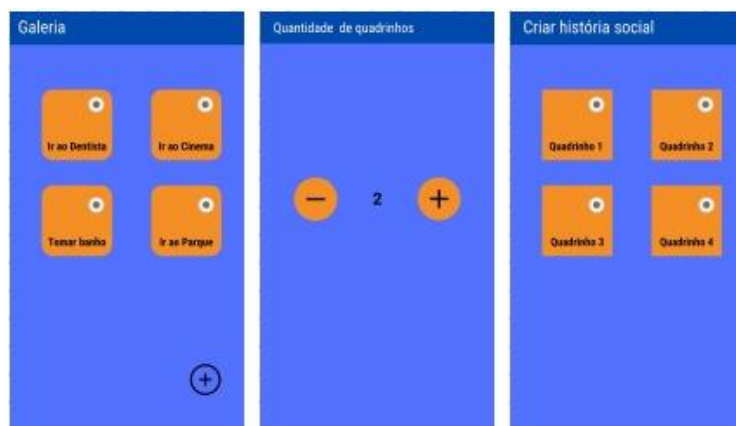 Galeria
Ir ao Dentista
Ir ao Cinema
Tomar banho
Ir ao Parque
Quantidade de quadrinhos
2
Criar história social
Quadrinho 1
Quadrinho 2
Quadrinho 3
Quadrinho 4